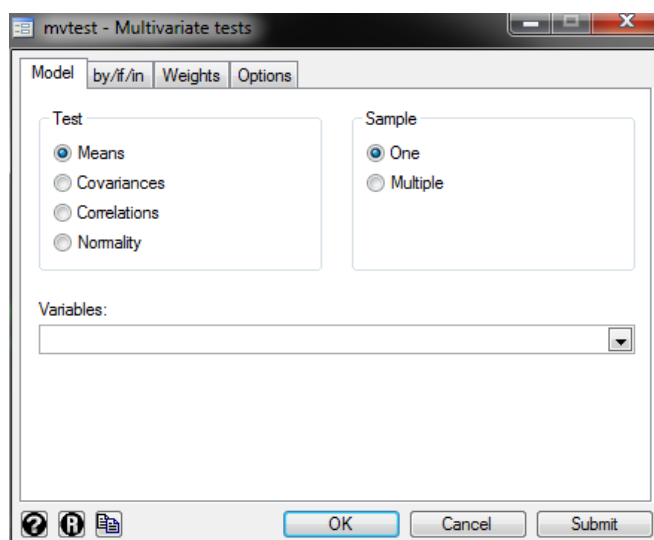 mvtest - Multivariate tests
Model by/if/in Weights Options
Test
Means
Covariances
Correlations
Normality
Sample
One
Multiple
Variables:
? R OK Cancel Submit